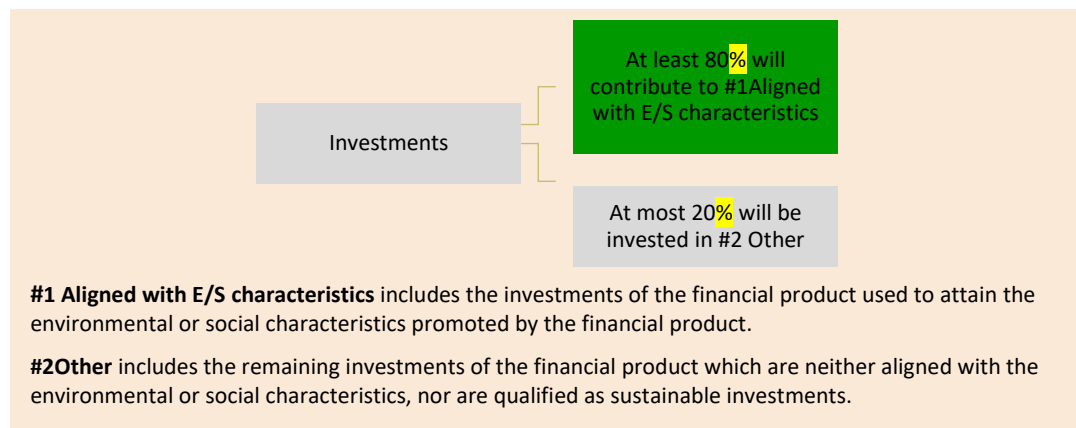 At least 80% will
contribute to #1Aligned
with E/S characteristics
Investments
At most 20% will be
invested in #2 Other
#1 Aligned with E/S characteristics includes the investments of the financial product used to attain the
environmental or social characteristics promoted by the financial product.
#2Other includes the remaining investments of the financial product which are neither aligned with the
environmental or social characteristics, nor are qualified as sustainable investments.